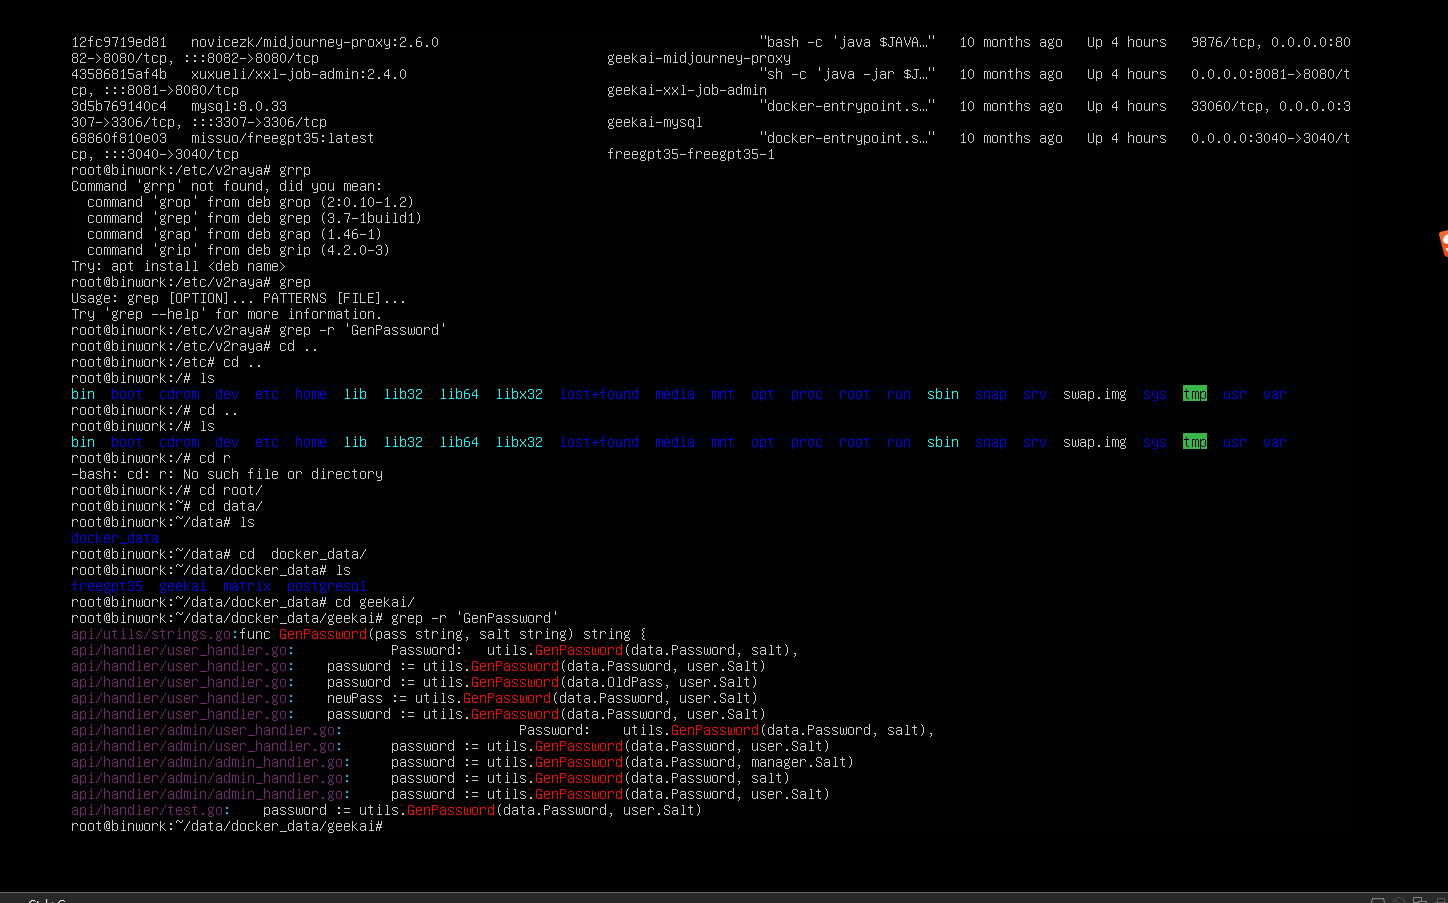 12fc9719ed81   novicezk/midjourney-proxy:2.6.0                                        "bash -c 'java $JAVA…"   10 months ago   Up 4 hours   9876/tcp, 0.0.0.0:80
82->8080/tcp, :::8082->8080/tcp                                    geekai-midjourney-proxy
43586815af4b   xuxueli/xxl-job-admin:2.4.0                                            "sh -c 'java -jar $J…"   10 months ago   Up 4 hours   0.0.0.0:8081->8080/t
cp, :::8081->8080/tcp                                              geekai-xxl-job-admin
3d5b769140c4   mysql:8.0.33                                                           "docker-entrypoint.s…"   10 months ago   Up 4 hours   33060/tcp, 0.0.0.0:3
307->3306/tcp, :::3307->3306/tcp                                   geekai-mysql
68860f810e03   missuo/freegpt35:latest                                                "docker-entrypoint.s…"   10 months ago   Up 4 hours   0.0.0.0:3040->3040/t
cp, :::3040->3040/tcp                                              freegpt35-freegpt35-1
root@binwork:/etc/v2raya# grrp
Command 'grrp' not found, did you mean:
  command 'grop' from deb grop (2:0.10-1.2)
  command 'grep' from deb grep (3.7-1build1)
  command 'grap' from deb grap (1.46-1)
  command 'grip' from deb grip (4.2.0-3)
Try: apt install <deb name>
root@binwork:/etc/v2raya# grep
Usage: grep [OPTION]... PATTERNS [FILE]...
Try 'grep --help' for more information.
root@binwork:/etc/v2raya# grep -r 'GenPassword'
root@binwork:/etc/v2raya# cd ..
root@binwork:/etc# cd ..
root@binwork:/# ls
bin  boot  cdrom  dev  etc  home  lib  lib32  lib64  libx32  lost+found  media  mnt  opt  proc  root  run  sbin  snap  srv  swap.img  sys  tmp  usr  var
root@binwork:/# cd ..
root@binwork:/# ls
bin  boot  cdrom  dev  etc  home  lib  lib32  lib64  libx32  lost+found  media  mnt  opt  proc  root  run  sbin  snap  srv  swap.img  sys  tmp  usr  var
root@binwork:/# cd r
-bash: cd: r: No such file or directory
root@binwork:/# cd root/
root@binwork:~# cd data/
root@binwork:~/data# ls
docker_data
root@binwork:~/data# cd  docker_data/
root@binwork:~/data/docker_data# ls
freegpt35  geekai  matrix  postgresql
root@binwork:~/data/docker_data# cd geekai/
root@binwork:~/data/docker_data/geekai# grep -r 'GenPassword'
api/utils/strings.go:func GenPassword(pass string, salt string) string {
api/handler/user_handler.go:            Password:   utils.GenPassword(data.Password, salt),
api/handler/user_handler.go:    password := utils.GenPassword(data.Password, user.Salt)
api/handler/user_handler.go:    password := utils.GenPassword(data.OldPass, user.Salt)
api/handler/user_handler.go:    newPass := utils.GenPassword(data.Password, user.Salt)
api/handler/user_handler.go:    password := utils.GenPassword(data.Password, user.Salt)
api/handler/admin/user_handler.go:                      Password:    utils.GenPassword(data.Password, salt),
api/handler/admin/user_handler.go:      password := utils.GenPassword(data.Password, user.Salt)
api/handler/admin/admin_handler.go:     password := utils.GenPassword(data.Password, manager.Salt)
api/handler/admin/admin_handler.go:     password := utils.GenPassword(data.Password, salt)
api/handler/admin/admin_handler.go:     password := utils.GenPassword(data.Password, user.Salt)
api/handler/test.go:    password := utils.GenPassword(data.Password, user.Salt)
root@binwork:~/data/docker_data/geekai#